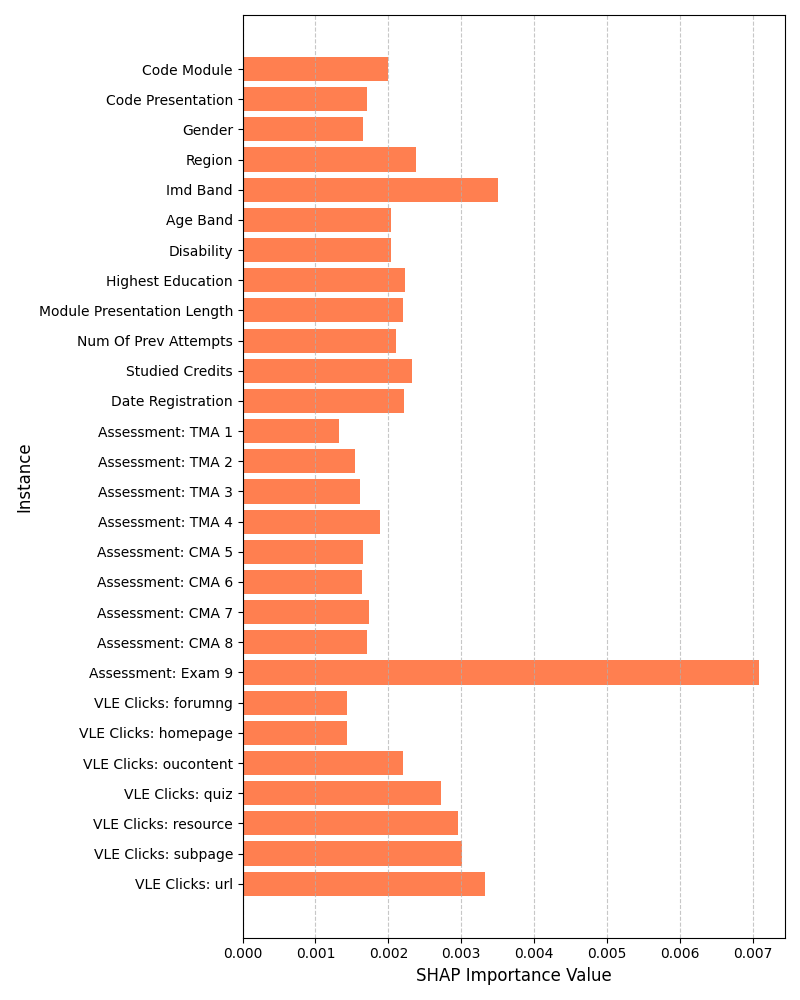 Code Module
Code Presentation
Gender
Region
Imd Band
Age Band
Disability
Highest Education
Module Presentation Length
Num Of Prev Attempts
Studied Credits
Date Registration
Assessment: TMA 1
Assessment: TMA 2
Assessment: TMA 3
Assessment: TMA 4
Assessment: CMA 5
Assessment: CMA 6
Assessment: CMA 7
Assessment: CMA 8
Assessment: Exam 9
VLE Clicks: forumng
VLE Clicks: homepage
VLE Clicks: oucontent
VLE Clicks: quiz
VLE Clicks: resource
VLE Clicks: subpage
VLE Clicks: url
Instance
0.000 0.001 0.002 0.003 0.004 0.005 0.006 0.007
SHAP Importance Value